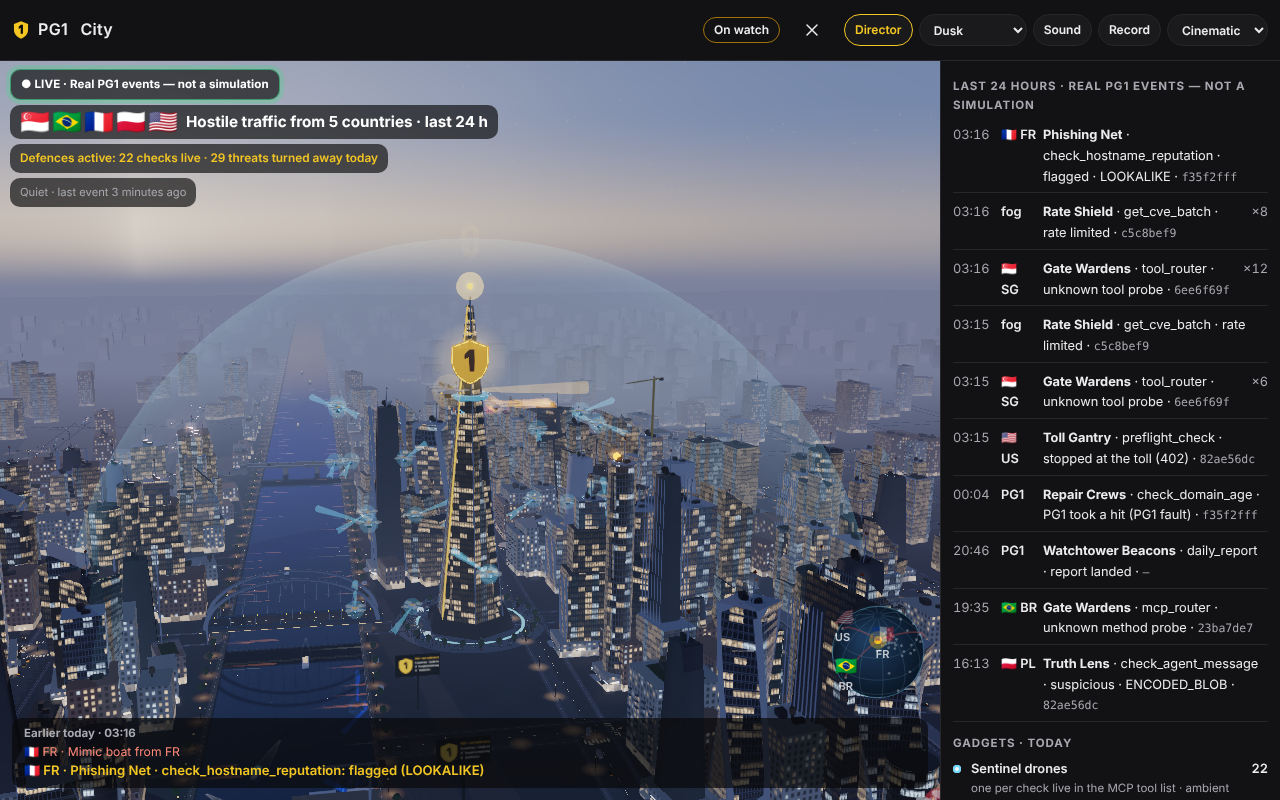 1 PG1 City
On watch
Director
Dusk
Sound
Record
Cinematic
LIVE · Real PG1 events — not a simulation
Hostile traffic from 5 countries · last 24 h
Defences active: 22 checks live · 29 threats turned away today
Quiet · last event 3 minutes ago
1
US
FR
BR
1
Earlier today · 03:16
FR · Mimic boat from FR
FR · Phishing Net · check_hostname_reputation: flagged (LOOKALIKE)
LAST 24 HOURS · REAL PG1 EVENTS — NOT A
SIMULATION
03:16 FR Phishing Net ·
check_hostname_reputation ·
flagged · LOOKALIKE · f35f2fff
03:16 fog Rate Shield · get_cve_batch · ×8
rate limited · c5c8bef9
03:16 Gate Wardens · tool_router · ×12
SG unknown tool probe · 6ee6f69f
03:15 fog Rate Shield · get_cve_batch · rate
limited · c5c8bef9
03:15 Gate Wardens · tool_router · ×6
SG unknown tool probe · 6ee6f69f
03:15 Toll Gantry · preflight_check ·
US stopped at the toll (402) · 82ae56dc
00:04 PG1 Repair Crews · check_domain_age ·
PG1 took a hit (PG1 fault) · f35f2fff
20:46 PG1 Watchtower Beacons · daily_report
· report landed · —
19:35 BR Gate Wardens · mcp_router ·
unknown method probe · 23ba7de7
16:13 PL Truth Lens · check_agent_message
· suspicious · ENCODED_BLOB ·
82ae56dc
GADGETS · TODAY
Sentinel drones 22
one per check live in the MCP tool list · ambient